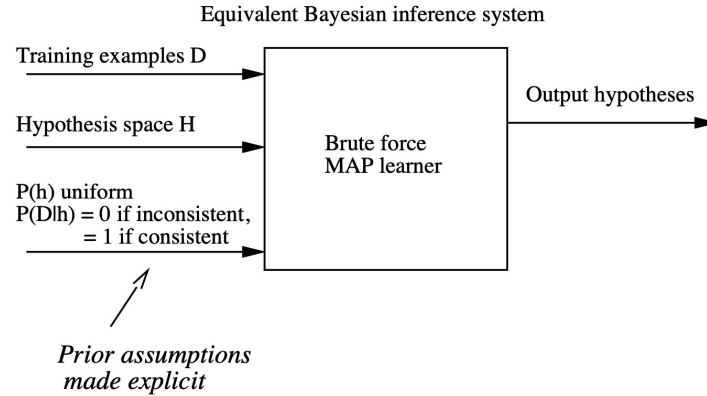 Equivalent Bayesian inference system
Training examples D
Hypothesis space H
P(h) uniform
P(D|h) = 0 if inconsistent,
= 1 if consistent
Brute force
MAP learner
Output hypotheses
Prior assumptions
made explicit